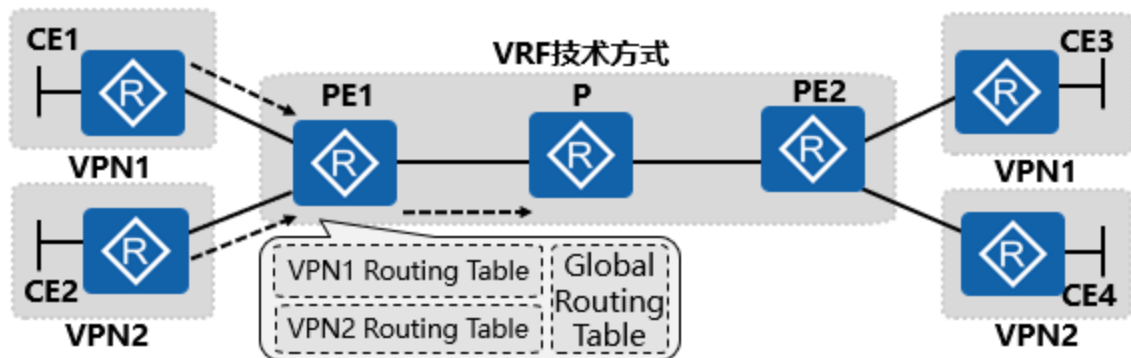 VRF技术方式
CE1
R
VPN1
CE2
R
VPN2
PE1
R
P
R
PE2
R
CE3
R
VPN1
R
CE4
VPN2
VPN1 Routing Table
VPN2 Routing Table
Global
Routing
Table